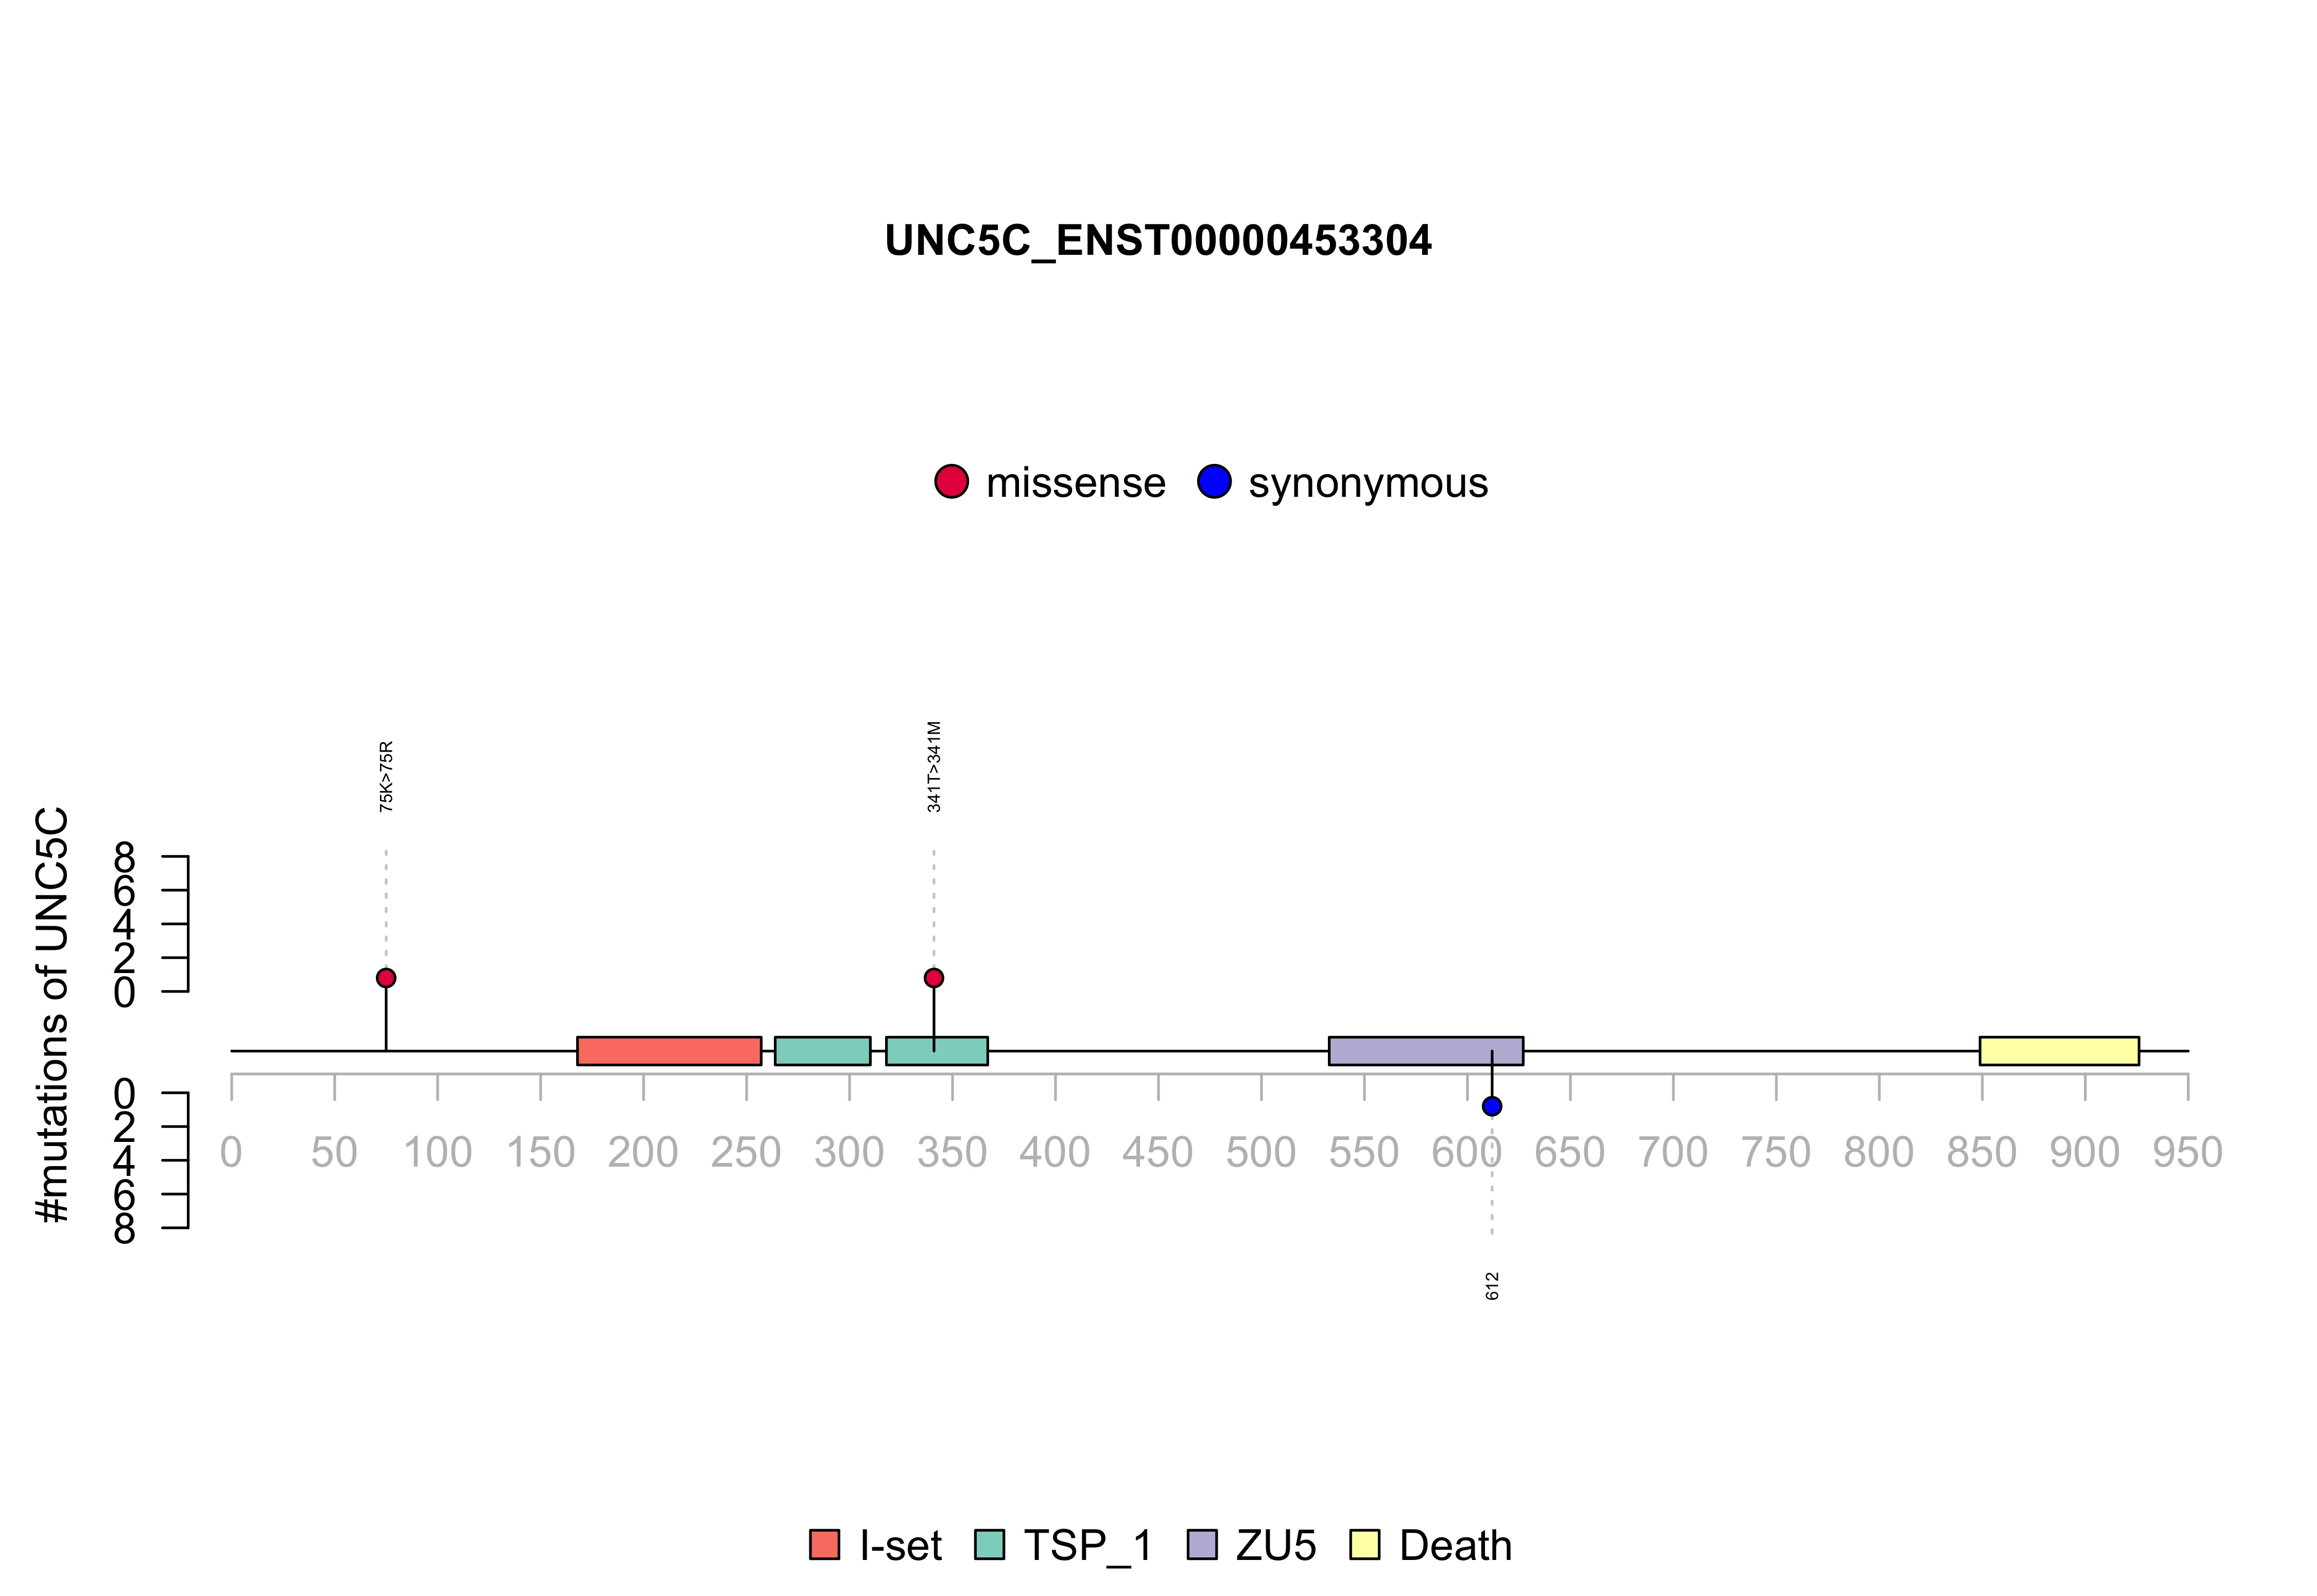 UNC5C_ENST00000453304
missense synonymous
75K>75R
341T>341M
#mutations of UNC5C
8
6
4
2
0
0
2
4
6
8
0 50 100 150 200 250 300 350 400 450 500 550 600 650 700 750 800 850 900 950
612
I-set TSP_1 ZU5 Death